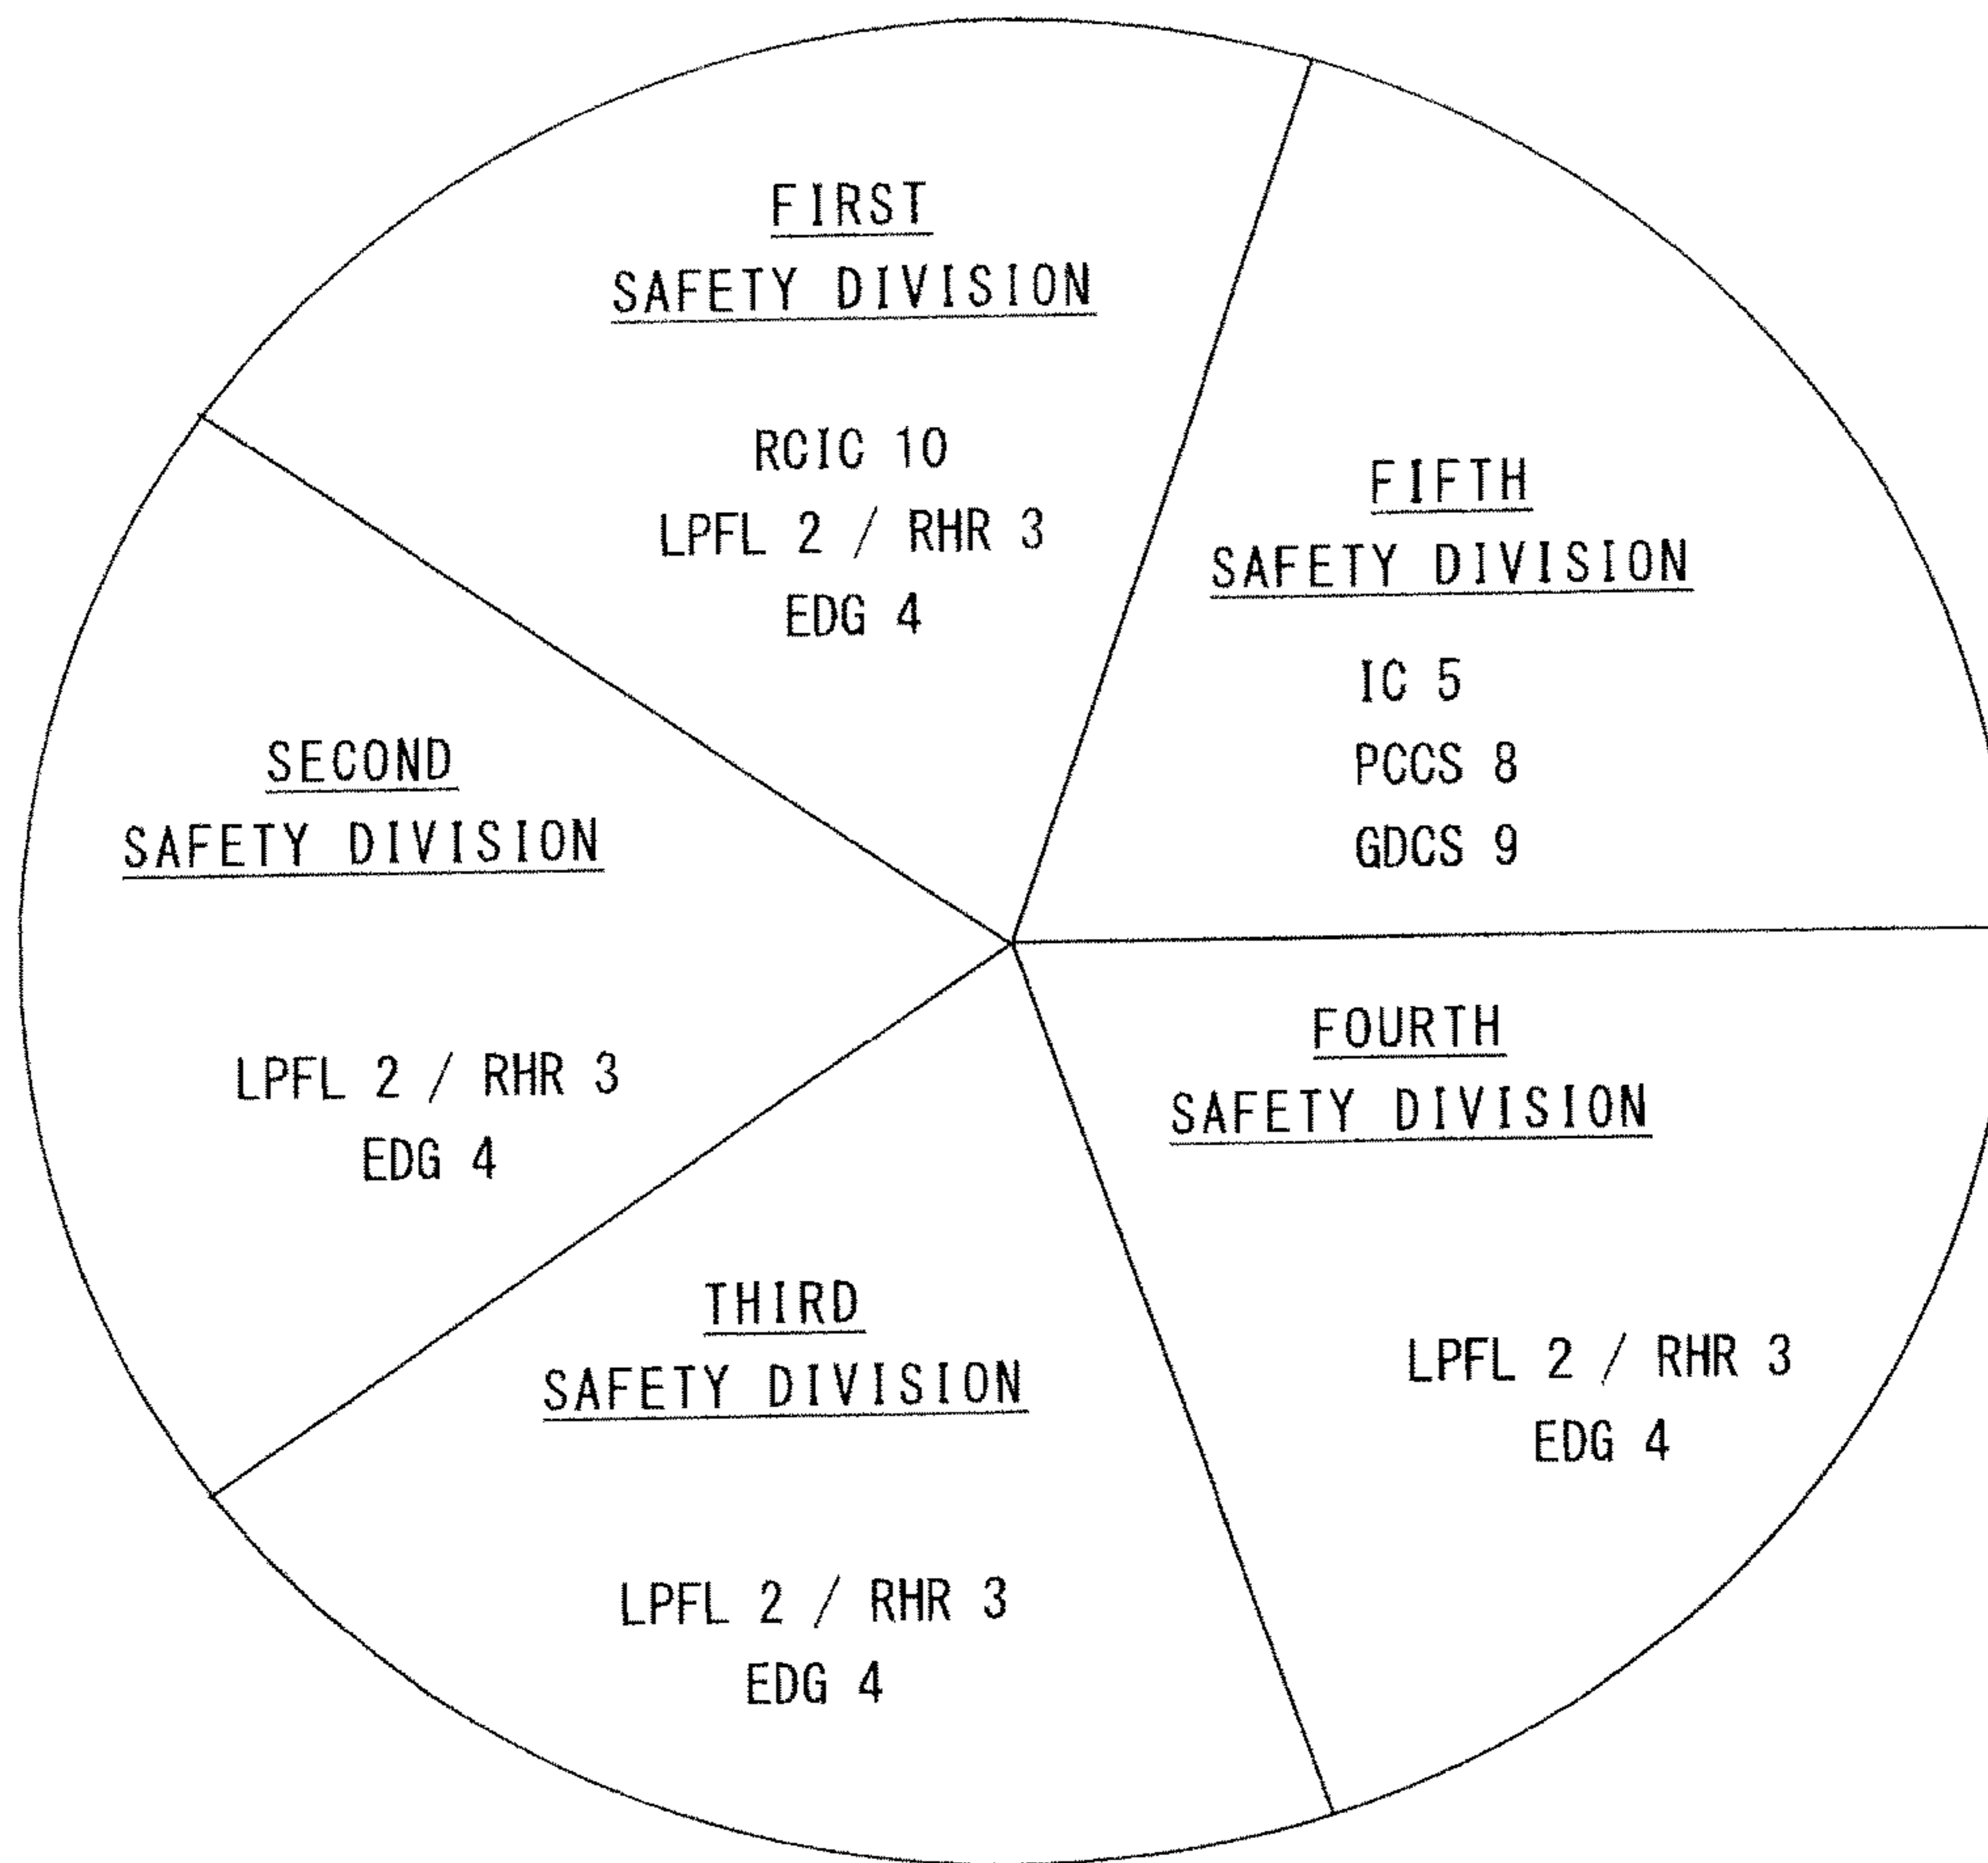 FIRST
SAFETY DIVISION
RCIC 10
LPFL 2 / RHR 3
EDG 4
FIFTH
SAFETY DIVISION
IC 5
PCCS 8
GDCS 9
SECOND
SAFETY DIVISION
LPFL 2 / RHR 3
EDG 4
FOURTH
SAFETY DIVISION
LPFL 2 / RHR 3
EDG 4
THIRD
SAFETY DIVISION
LPFL 2 / RHR 3
EDG 4